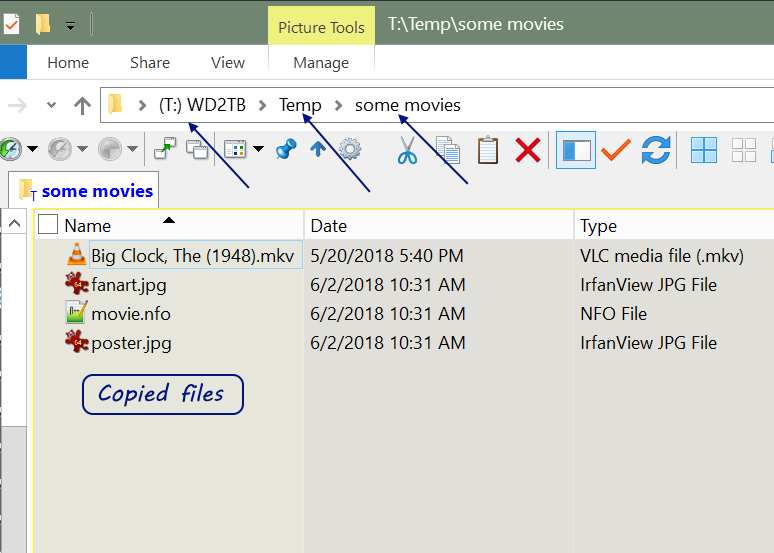 Picture Tools
T:\Temp\some movies
Home Share View Manage
(T:) WD2TB > Temp > some movies
some movies
Name Date Type
Big Clock, The (1948).mkv 5/20/2018 5:40 PM VLC media file (.mkv)
fanart.jpg 6/2/2018 10:31 AM IrfanView JPG File
movie.nfo 6/2/2018 10:31 AM NFO File
poster.jpg 6/2/2018 10:31 AM IrfanView JPG File
Copied files